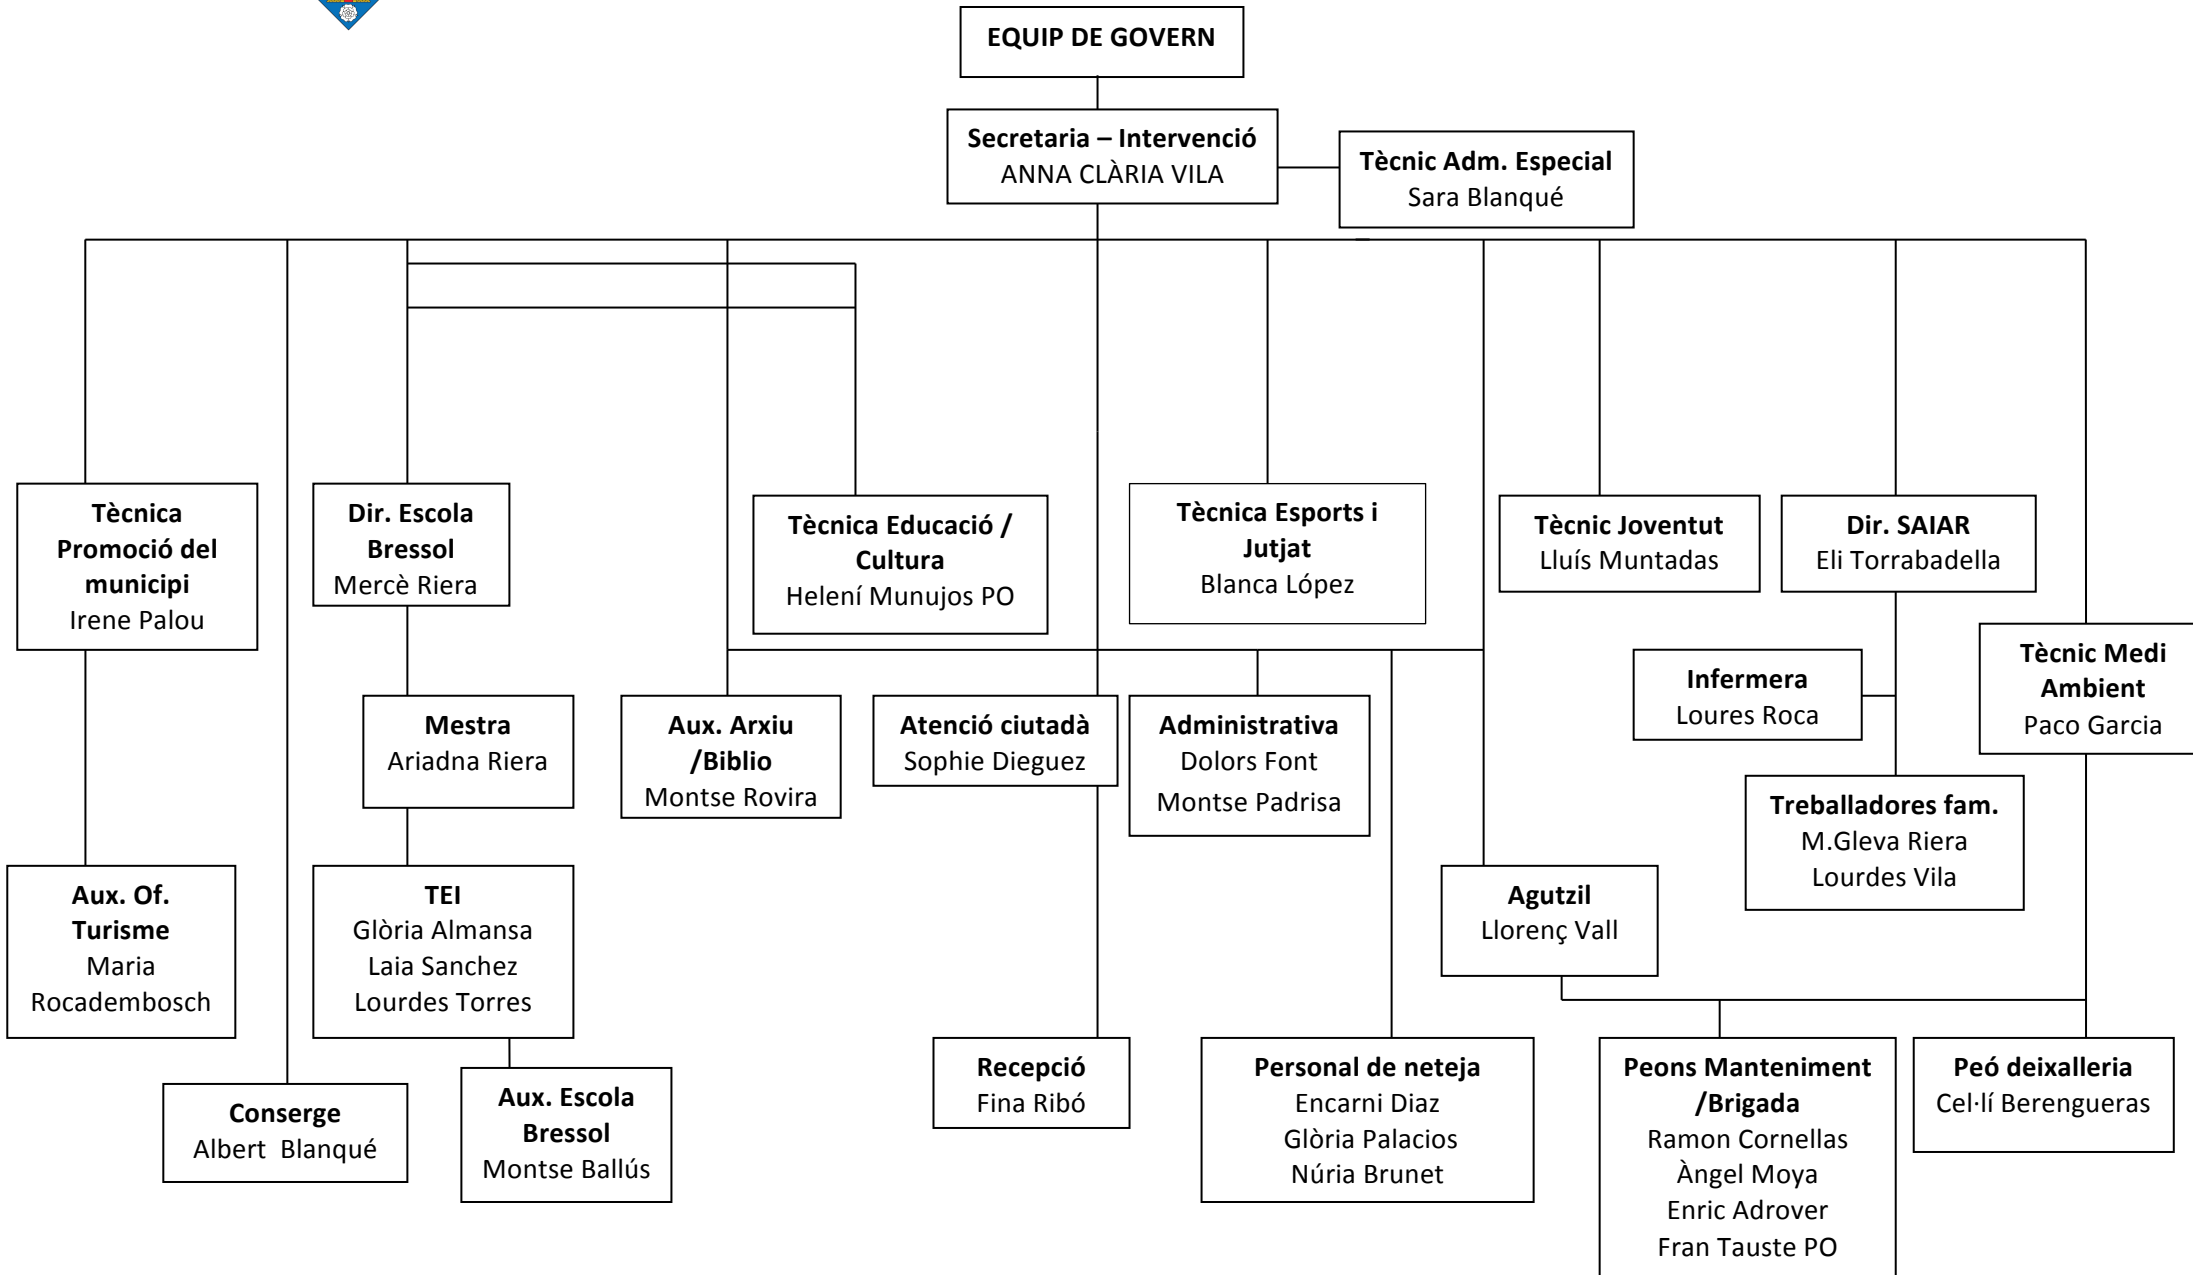 EQUIP DE GOVERN
Secretaria – Intervenció
ANNA CLÀRIA VILA
Tècnic Adm. Especial
Sara Blanqué
Tècnica
Promoció del
municipi
Irene Palou
Dir. Escola
Bressol
Mercè Riera
Tècnica Educació /
Cultura
Helení Munujos PO
Tècnica Esports i
Jutjat
Blanca López
Tècnic Joventut
Lluís Muntadas
Dir. SAIAR
Eli Torrabadella
Infermera
Loures Roca
Tècnic Medi
Ambient
Paco Garcia
Mestra
Ariadna Riera
Aux. Arxiu
/Biblio
Montse Rovira
Atenció ciutadà
Sophie Dieguez
Administrativa
Dolors Font
Montse Padrisa
Treballadores fam.
M.Gleva Riera
Lourdes Vila
Aux. Of.
Turisme
Maria
Rocadembosch
TEI
Glòria Almansa
Laia Sanchez
Lourdes Torres
Agutzil
Llorenç Vall
Conserge
Albert  Blanqué
Aux. Escola
Bressol
Montse Ballús
Recepció
Fina Ribó
Personal de neteja
Encarni Diaz
Glòria Palacios
Núria Brunet
Peons Manteniment
/Brigada
Ramon Cornellas
Àngel Moya
Enric Adrover
Fran Tauste PO
Peó deixalleria
Cel·lí Berengueras